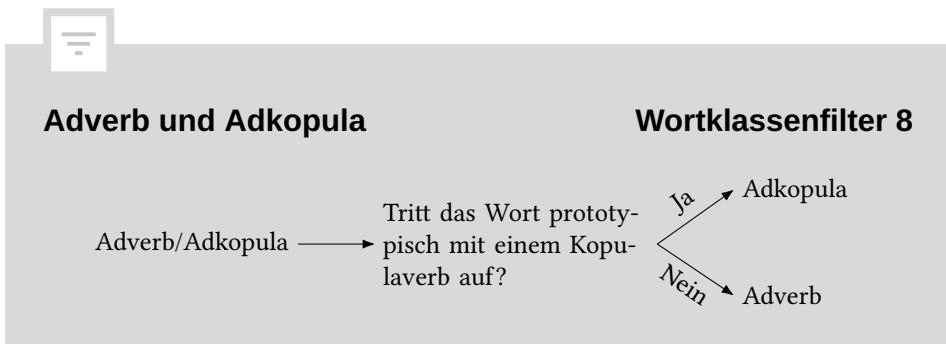 Adverb und Adkopula
Wortklassenfilter 8
Adverb/Adkopula
Tritt das Wort prototy-
pisch mit einem Kopu-
laverb auf?
Ja
Adkopula
Nein
Adverb